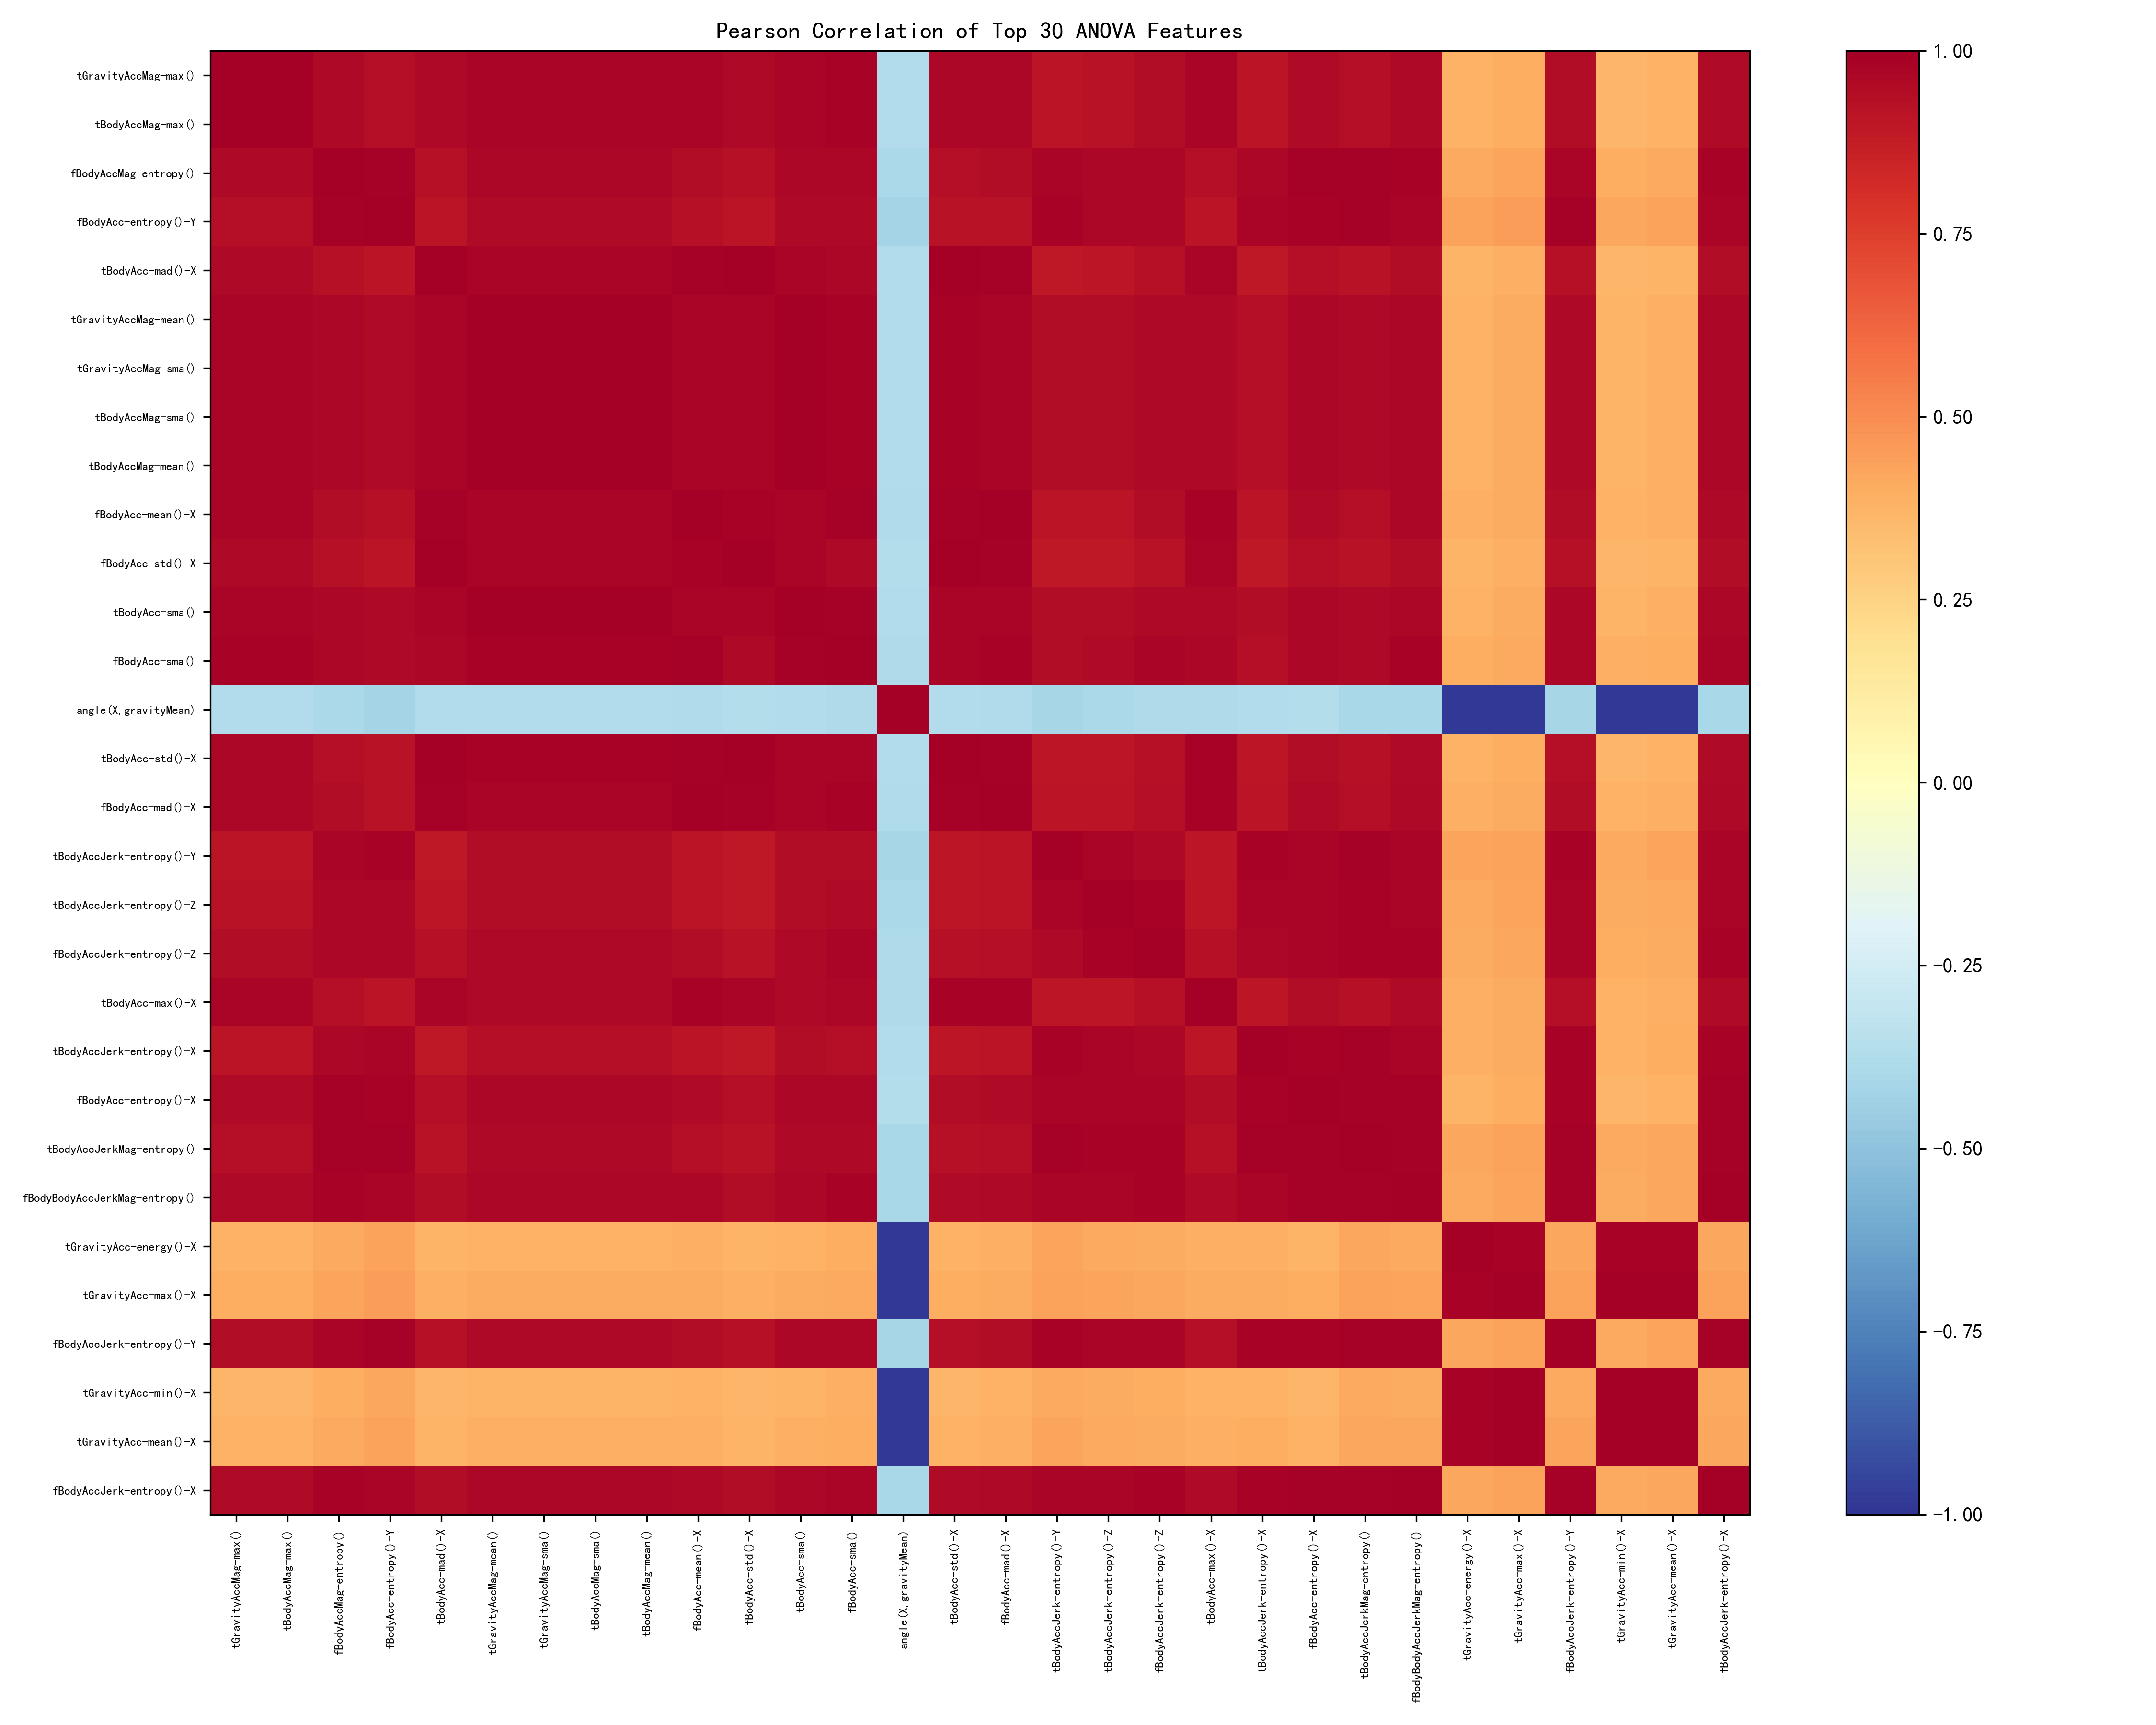 Pearson Correlation of Top 30 ANOVA Features
tGravityAccMag-max()
tBodyAccMag-max()
fBodyAccMag-entropy()
fBodyAcc-entropy()-Y
tBodyAcc-mad()-X
tGravityAccMag-mean()
tGravityAccMag-sma()
tBodyAccMag-sma()
tBodyAccMag-mean()
fBodyAcc-mean()-X
fBodyAcc-std()-X
tBodyAcc-sma()
fBodyAcc-sma()
angle(X,gravityMean)
tBodyAcc-std()-X
fBodyAcc-mad()-X
tBodyAccJerk-entropy()-Y
tBodyAccJerk-entropy()-Z
fBodyAccJerk-entropy()-Z
tBodyAcc-max()-X
tBodyAccJerk-entropy()-X
fBodyAcc-entropy()-X
tBodyAccJerkMag-entropy()
fBodyBodyAccJerkMag-entropy()
tGravityAcc-energy()-X
tGravityAcc-max()-X
fBodyAccJerk-entropy()-Y
tGravityAcc-min()-X
tGravityAcc-mean()-X
fBodyAccJerk-entropy()-X
tGravityAccMag-max()
tBodyAccMag-max()
fBodyAccMag-entropy()
fBodyAcc-entropy()-Y
tBodyAcc-mad()-X
tGravityAccMag-mean()
tGravityAccMag-sma()
tBodyAccMag-sma()
tBodyAccMag-mean()
fBodyAcc-mean()-X
fBodyAcc-std()-X
tBodyAcc-sma()
fBodyAcc-sma()
angle(X,gravityMean)
tBodyAcc-std()-X
fBodyAcc-mad()-X
tBodyAccJerk-entropy()-Y
tBodyAccJerk-entropy()-Z
fBodyAccJerk-entropy()-Z
tBodyAcc-max()-X
tBodyAccJerk-entropy()-X
fBodyAcc-entropy()-X
tBodyAccJerkMag-entropy()
fBodyBodyAccJerkMag-entropy()
tGravityAcc-energy()-X
tGravityAcc-max()-X
fBodyAccJerk-entropy()-Y
tGravityAcc-min()-X
tGravityAcc-mean()-X
fBodyAccJerk-entropy()-X
1.00
0.75
0.50
0.25
0.00
−0.25
−0.50
−0.75
−1.00